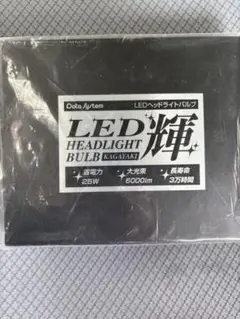 Data System LEDヘッドライトバルブ
LED
HEADLIGHT
BULB KAGAYAKI
輝
省電力 大光束 長寿命
25W 6000lm 3万時間